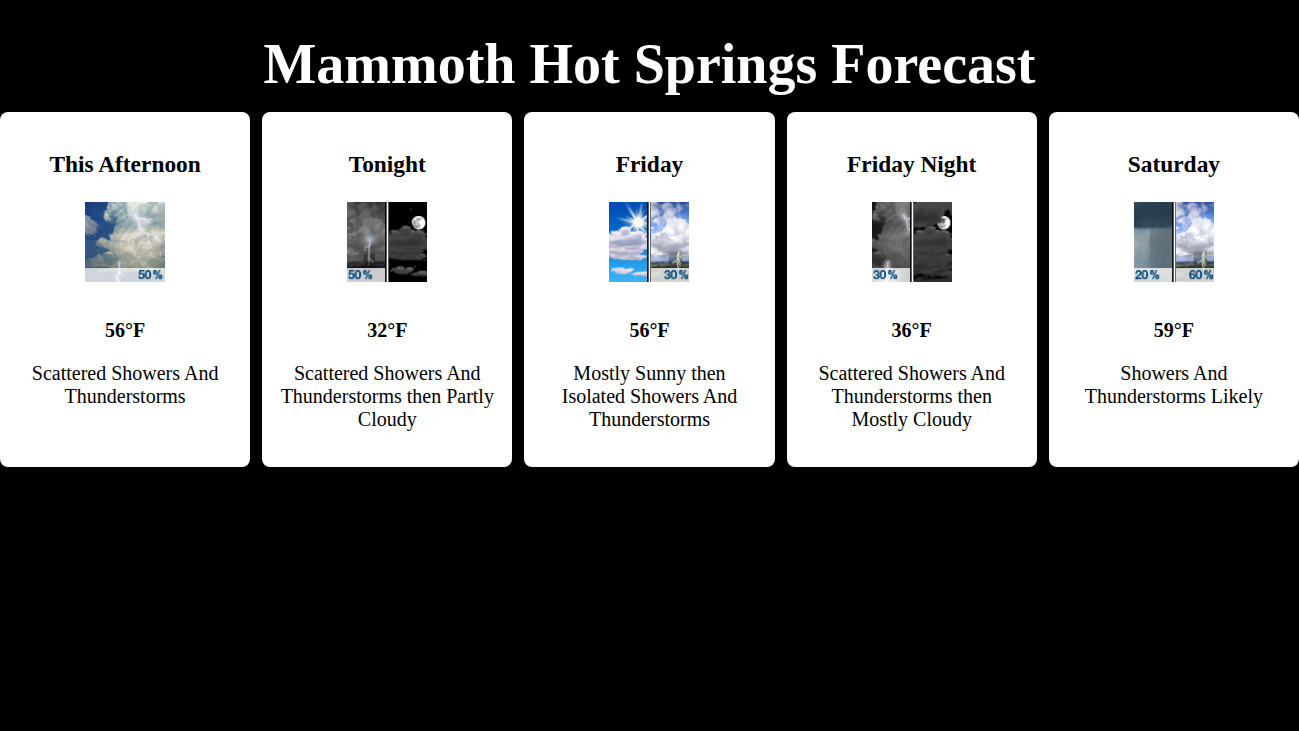 Mammoth Hot Springs Forecast
This Afternoon
50%
56°F
Scattered Showers And
Thunderstorms
Tonight
50%
32°F
Scattered Showers And
Thunderstorms then Partly
Cloudy
Friday
30%
56°F
Mostly Sunny then
Isolated Showers And
Thunderstorms
Friday Night
30%
36°F
Scattered Showers And
Thunderstorms then
Mostly Cloudy
Saturday
20% 60%
59°F
Showers And
Thunderstorms Likely